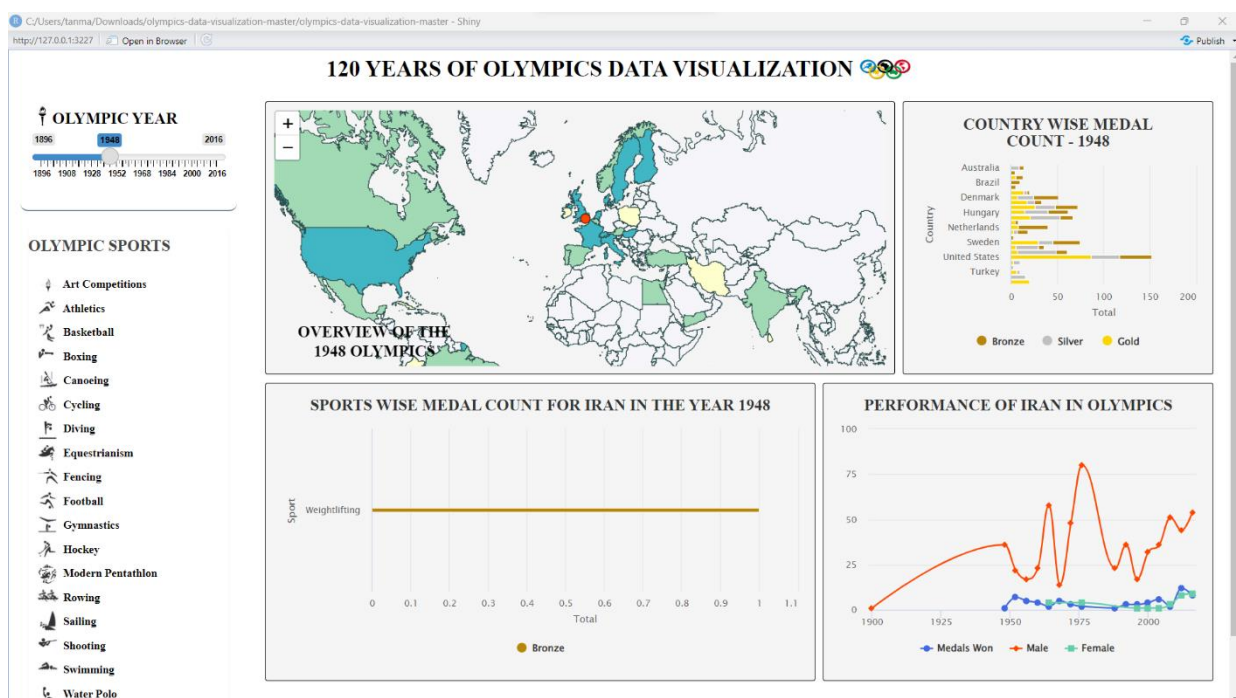 C:/Users/tanma/Downloads/olympics-data-visualization-master/olympics-data-visualization-master - Shiny
http://127.0.0.1:3227 Open in Browser Publish
120 YEARS OF OLYMPICS DATA VISUALIZATION
OLYMPIC YEAR
1896 1948 2016
1896 1908 1928 1952 1964 1984 2000 2016
OLYMPIC SPORTS
Art Competitions
Athletics
Basketball
Boxing
Canoeing
Cycling
Diving
Equestrianism
Fencing
Football
Gymnastics
Hockey
Modern Pentathlon
Rowing
Sailing
Shooting
Swimming
Water Polo
+
−
OVERVIEW OF THE
1948 OLYMPICS
COUNTRY WISE MEDAL
COUNT - 1948
Country
Australia
Brazil
Denmark
Hungary
Netherlands
Sweden
United States
Turkey
0 50 100 150 200
Total
Bronze Silver Gold
SPORTS WISE MEDAL COUNT FOR IRAN IN THE YEAR 1948
Sport
Weightlifting
0 0.1 0.2 0.3 0.4 0.5 0.6 0.7 0.8 0.9 1 1.1
Total
Bronze
PERFORMANCE OF IRAN IN OLYMPICS
100
75
50
25
0
1900 1925 1950 1975 2000
Medals Won Male Female